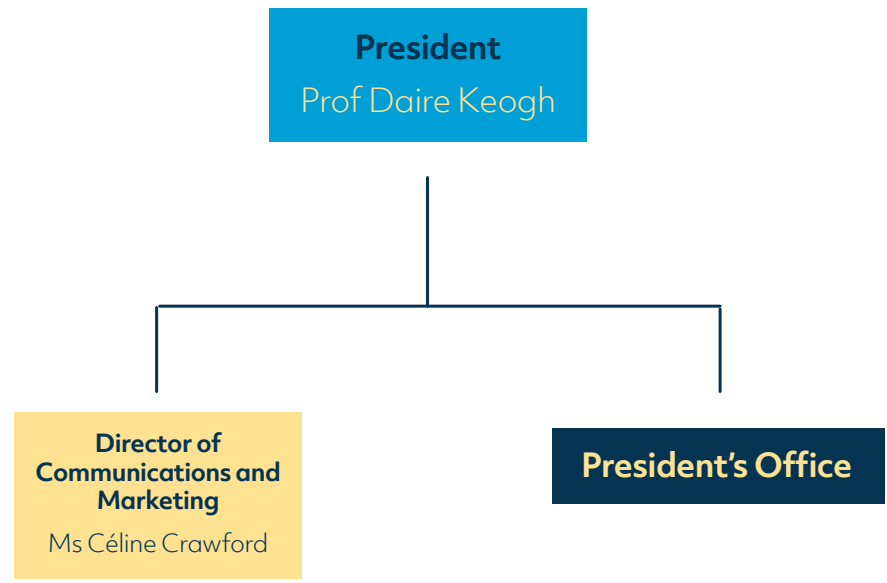 President
Prof Daire Keogh
Director of
Communications and
Marketing
Ms Céline Crawford
President’s Office